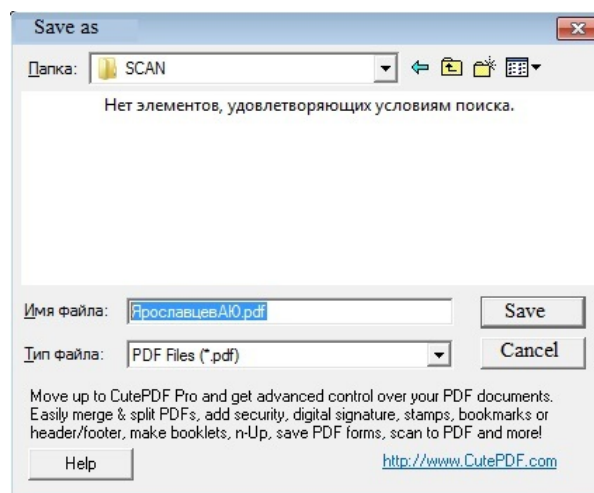 Save as
Папка: SCAN
Нет элементов, удовлетворяющих условиям поиска.
Имя файла: ЯрославцевАЮ.pdf Save
Тип файла: PDF Files (*.pdf) Cancel
Move up to CutePDF Pro and get advanced control over your PDF documents.
Easily merge & split PDFs, add security, digital signature, stamps, bookmarks or
header/footer, make booklets, n-Up, save PDF forms, scan to PDF and more!
Help http://www.CutePDF.com